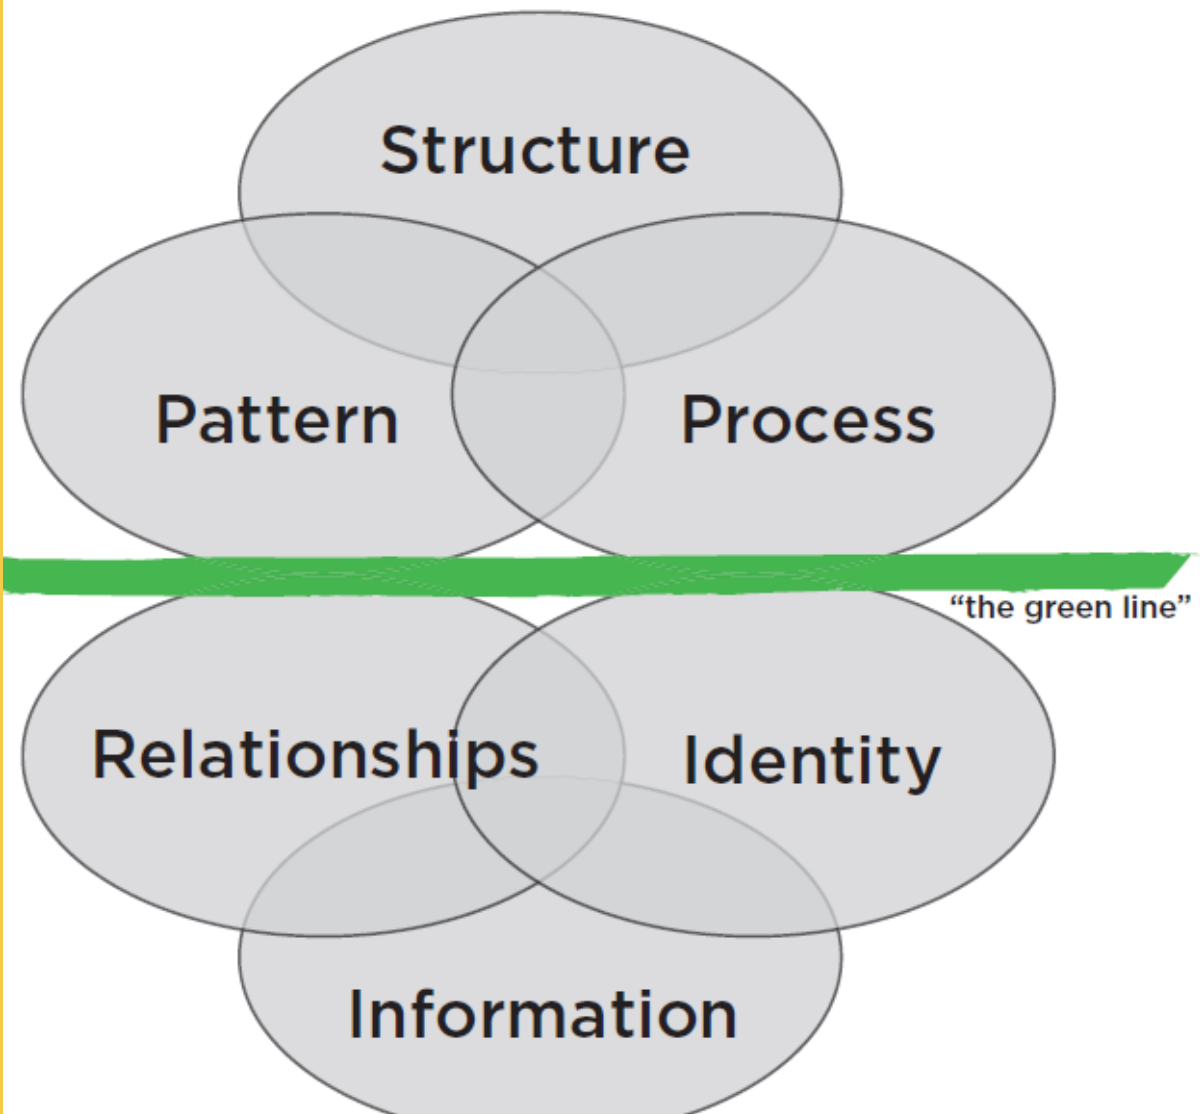 Structure
Pattern
Process
“the green line”
Relationships
Identity
Information